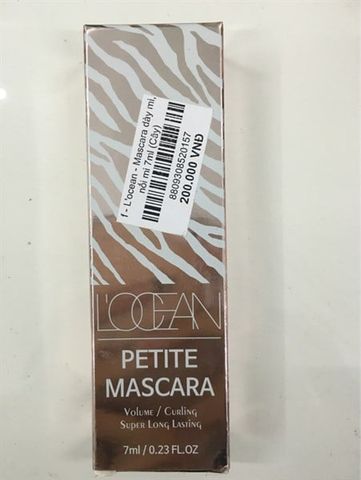 f - L'ocean - Mascara dày mi,
nối mi 7ml (Cây)
8809308520157
200.000 VNĐ
L'OCEAN
PETITE
MASCARA
Volume / Curling
Super Long Lasting
7ml / 0.23 FL.OZ